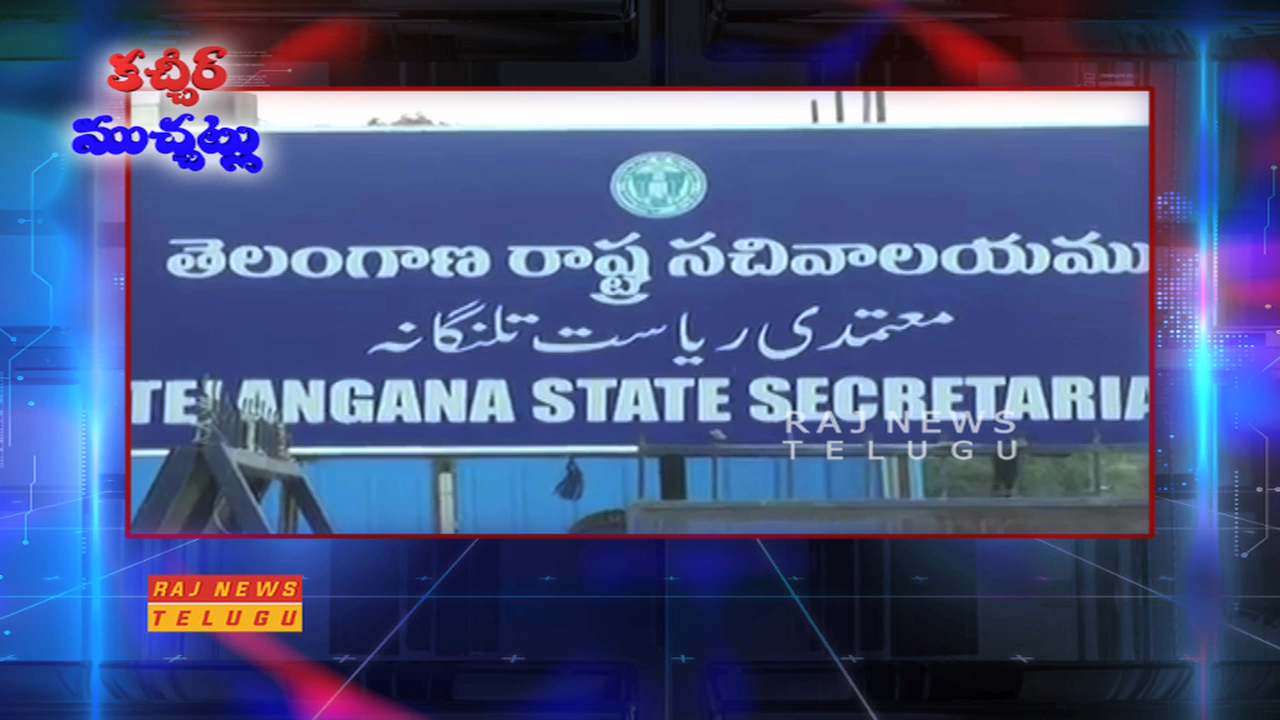 కచ్చీర్
ముచ్చట్లు
తెలంగాణ రాష్ట్ర సచివాలయము
معتمدی ریاست تلنگانہ
TELANGANA STATE SECRETARIA
RAJ NEWS
TELUGU
RAJ NEWS
TELUGU